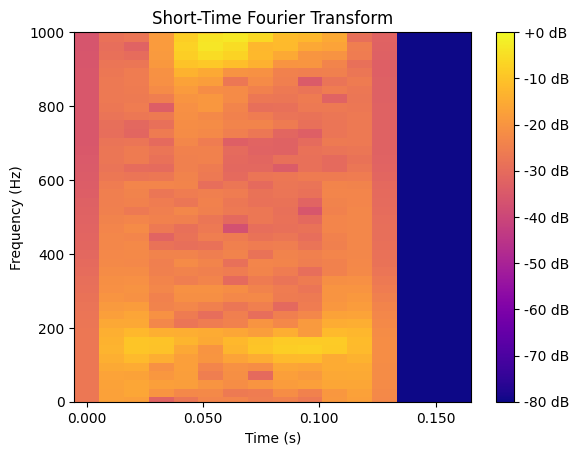 Short-Time Fourier Transform
1000
800
600
400
200
0
Frequency (Hz)
0.000
0.050
0.100
0.150
Time (s)
+0 dB
-10 dB
-20 dB
-30 dB
-40 dB
-50 dB
-60 dB
-70 dB
-80 dB